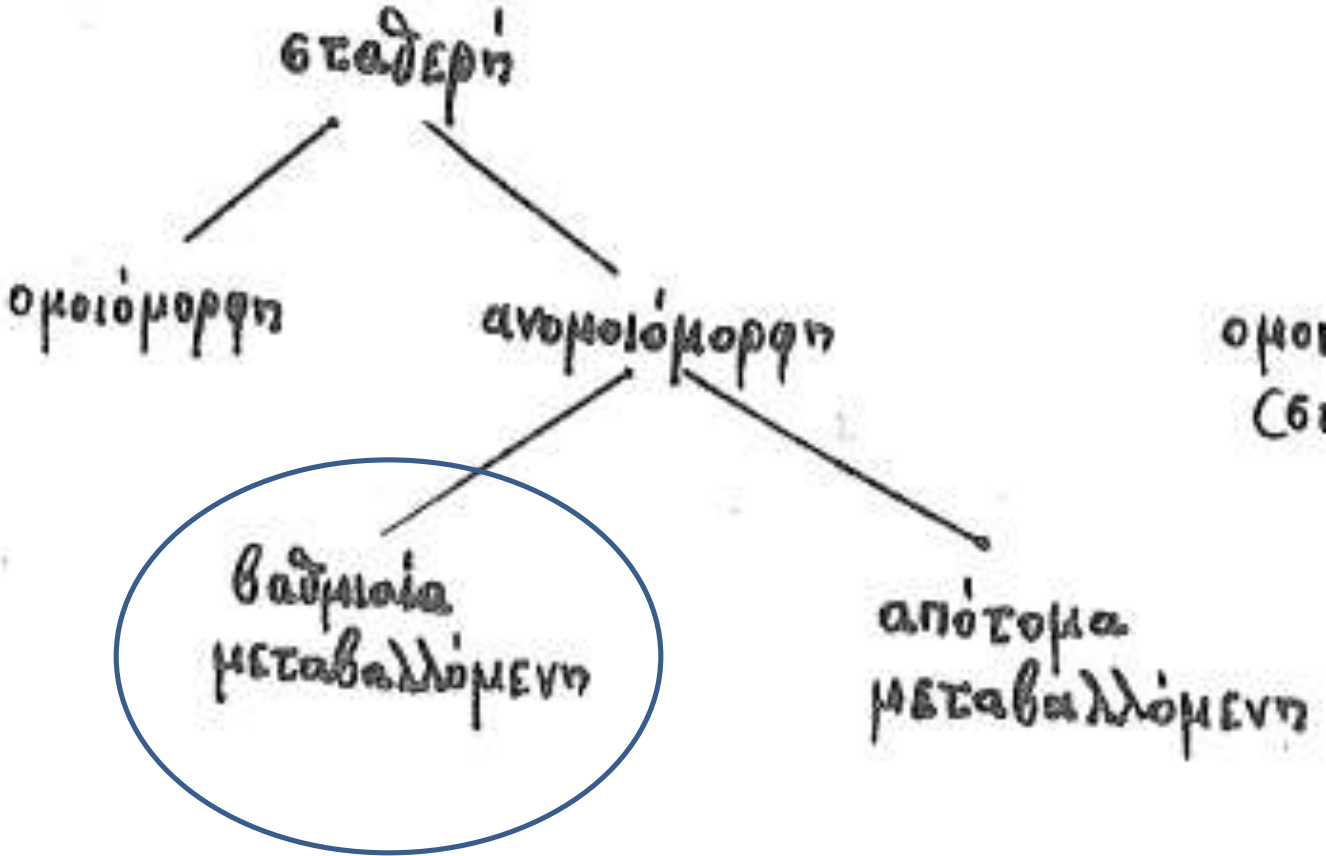 σταθερή
ομοιόμορφη
ανομοιόμορφη
βαθμιαία
μεταβαλλόμενη
απότομα
μεταβαλλόμενη